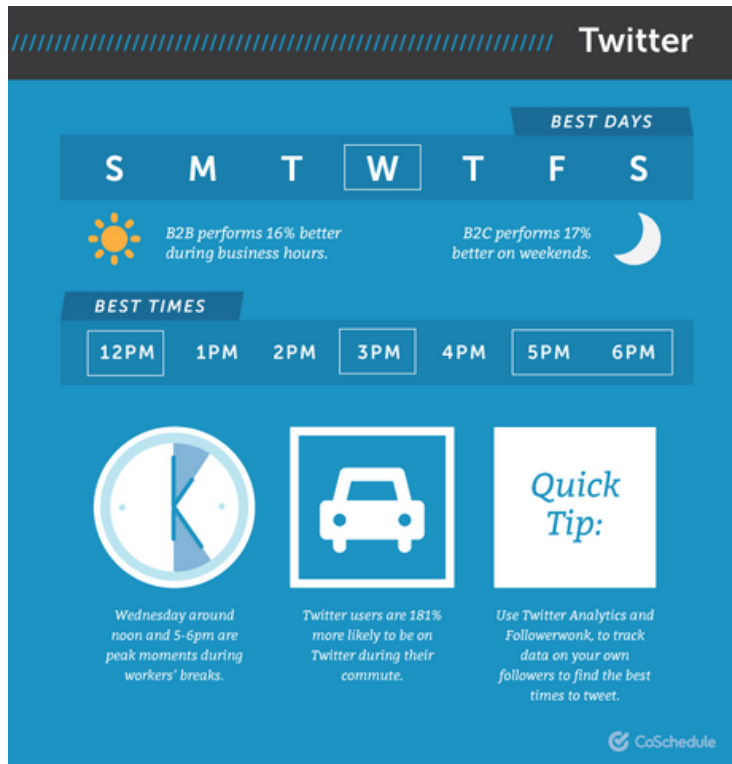 Twitter
BEST DAYS
S M T W T F S
B2B performs 16% better
during business hours.
B2C performs 17%
better on weekends.
BEST TIMES
12PM 1PM 2PM 3PM 4PM 5PM 6PM
Quick
Tip:
Wednesday around
noon and 5-6pm are
peak moments during
workers' breaks.
Twitter users are 181%
more likely to be on
Twitter during their
commute.
Use Twitter Analytics and
Followerwonk, to track
data on your own
followers to find the best
times to tweet.
CoSchedule